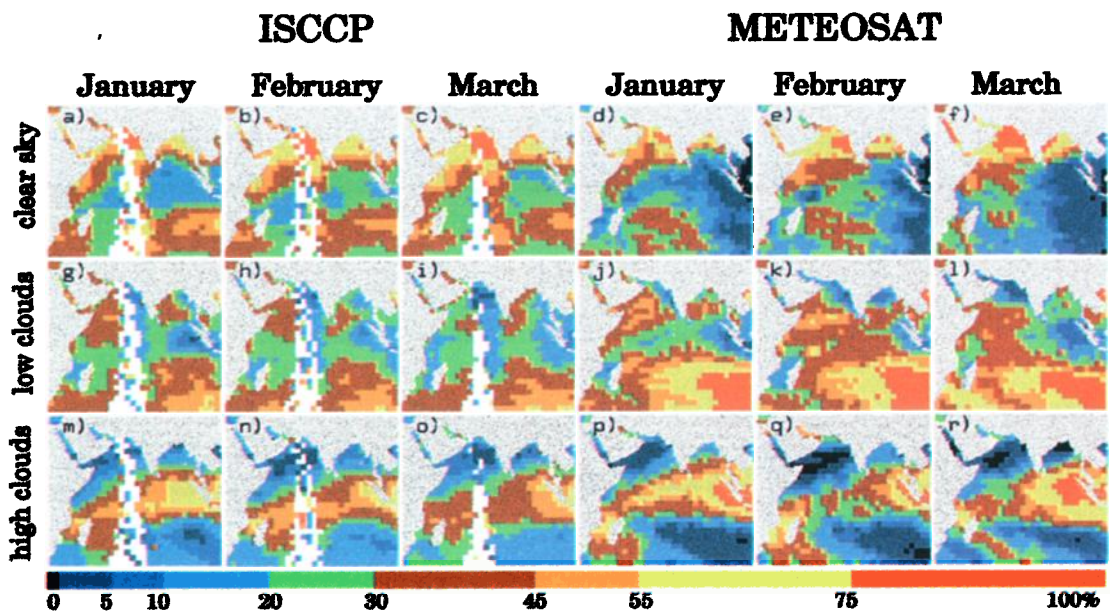 ISCCP METEOSAT
January February March January February March
clear sky
a) b) c) d) e) f)
low clouds
g) h) i) j) k) l)
high clouds
m) n) o) p) q) r)
0 5 10 20 30 45 55 75 100%